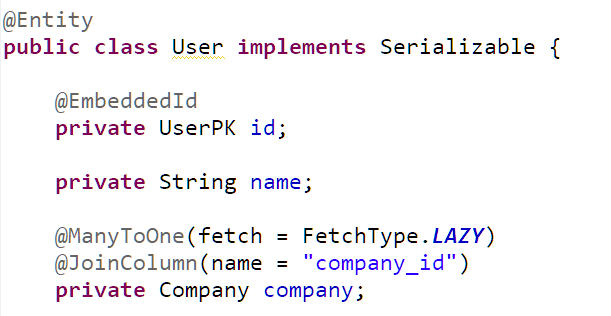 @Entity
public class User implements Serializable {
@EmbeddedId
private UserPK id;
private String name;
@ManyToOne(fetch = FetchType.LAZY)
@JoinColumn(name = "company_id")
private Company company;